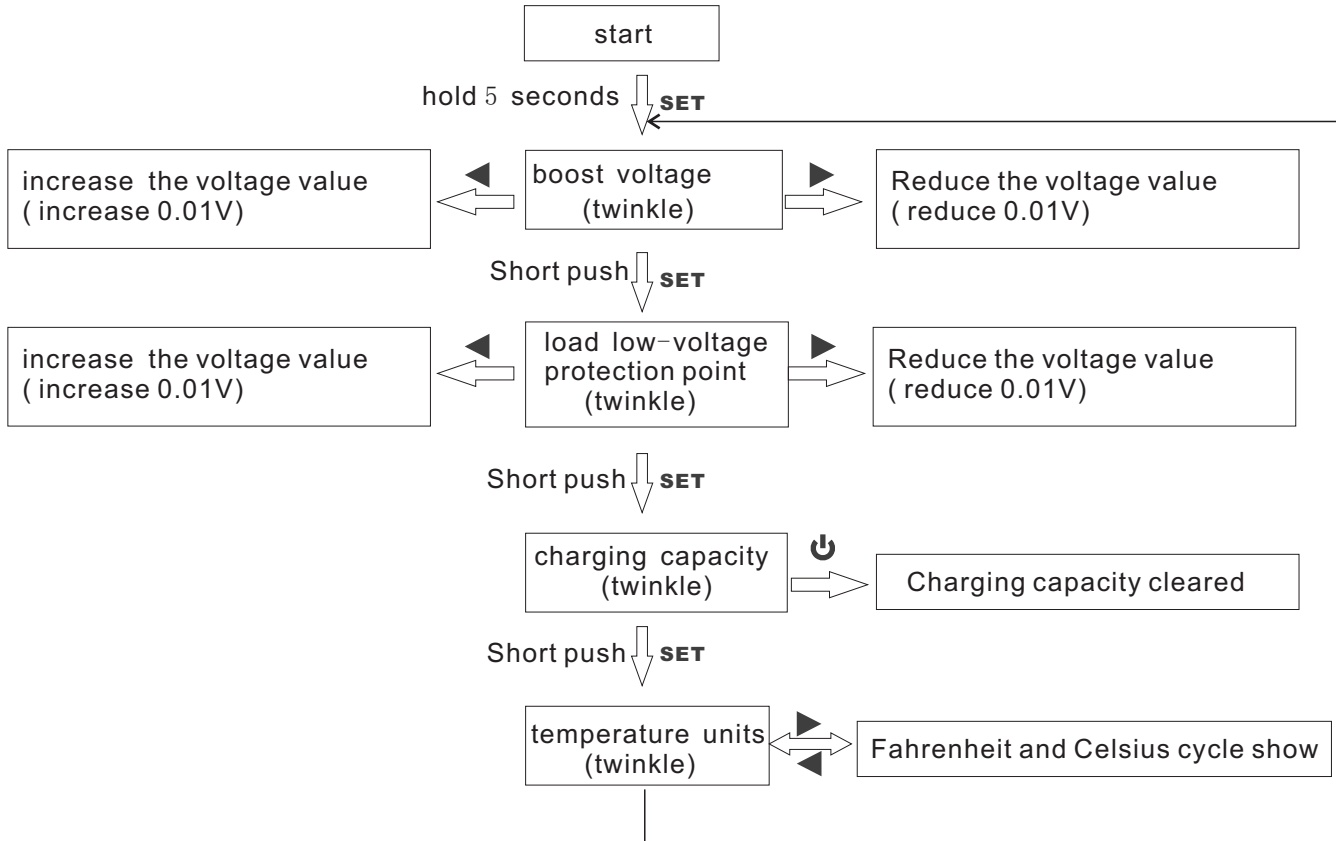 start
hold 5 seconds SET
increase the voltage value
( increase 0.01V)
boost voltage
(twinkle)
Reduce the voltage value
( reduce 0.01V)
Short push SET
increase the voltage value
( increase 0.01V)
load low-voltage
protection point
(twinkle)
Reduce the voltage value
( reduce 0.01V)
Short push SET
charging capacity
(twinkle)
Charging capacity cleared
Short push SET
temperature units
(twinkle)
Fahrenheit and Celsius cycle show